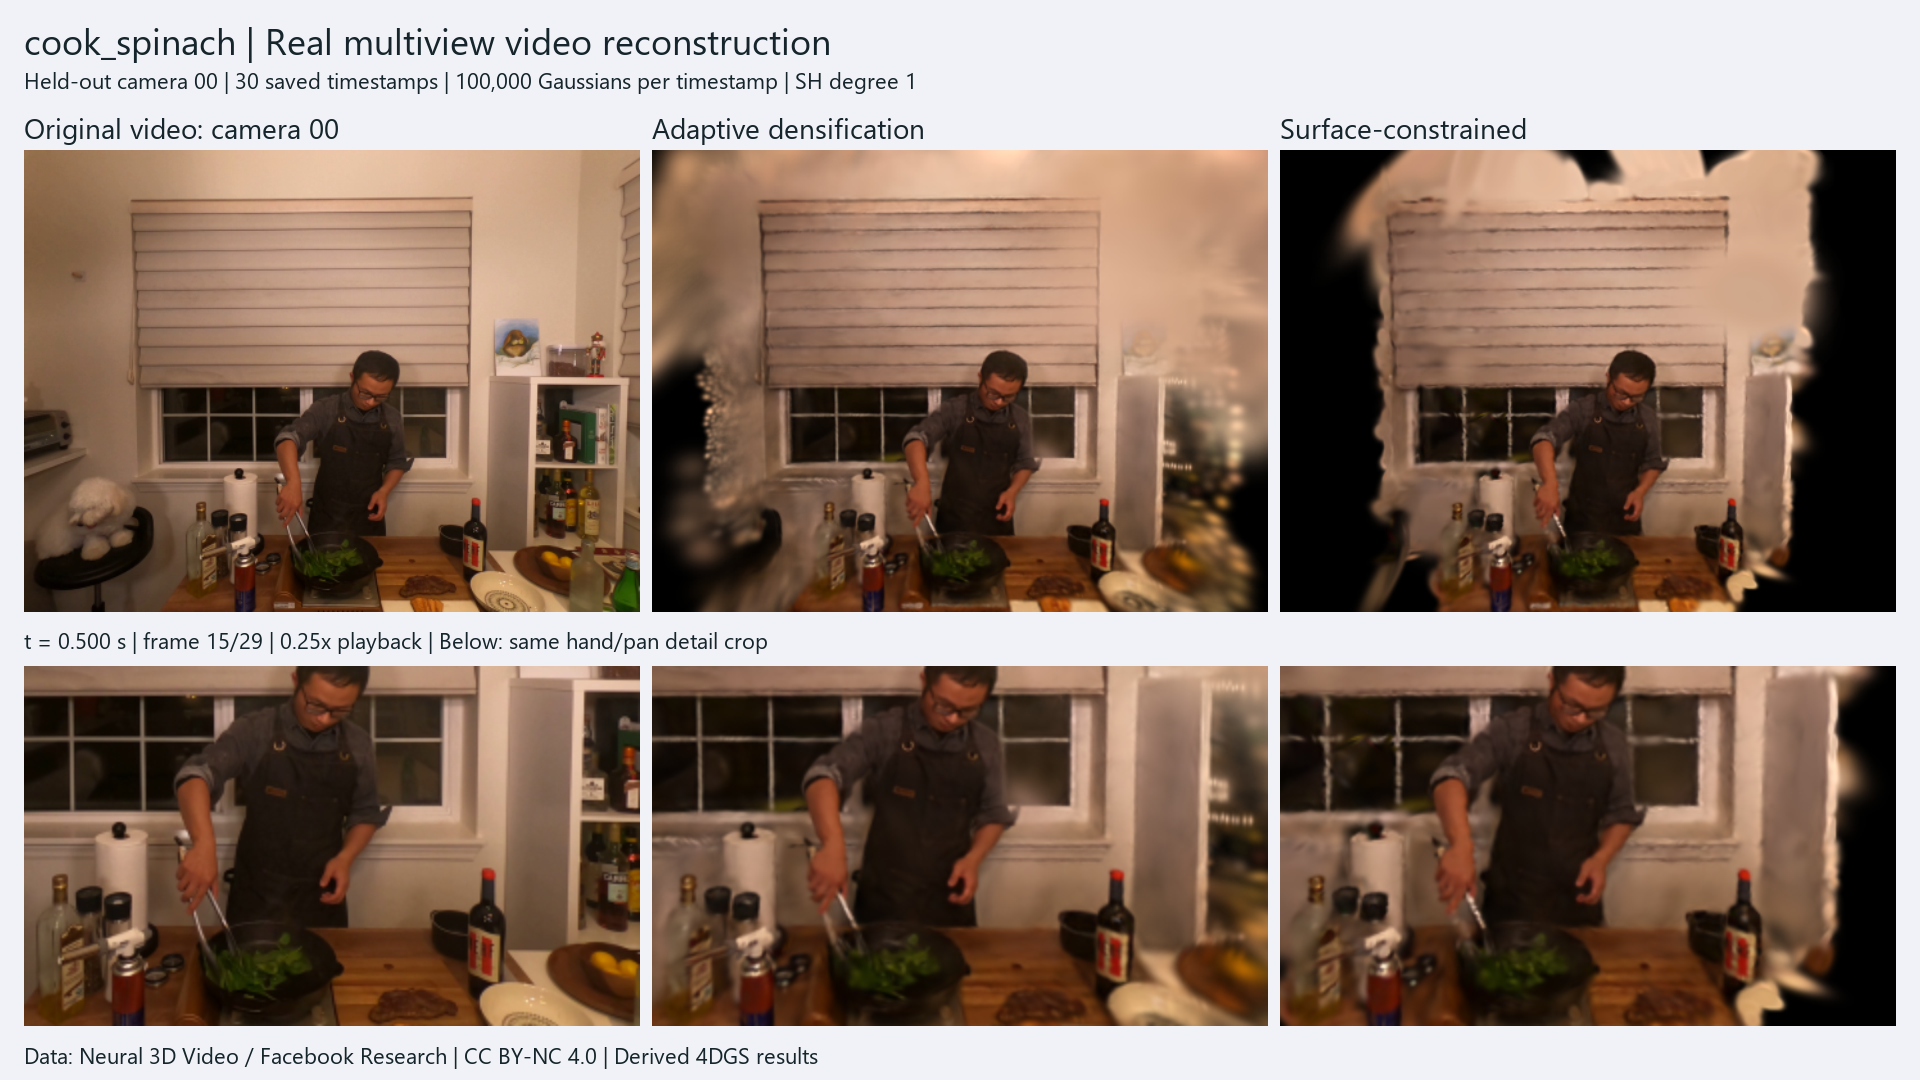 cook_spinach | Real multiview video reconstruction
Held-out camera 00 | 30 saved timestamps | 100,000 Gaussians per timestamp | SH degree 1
Original video: camera 00
Adaptive densification
Surface-constrained
t = 0.500 s | frame 15/29 | 0.25x playback | Below: same hand/pan detail crop
Data: Neural 3D Video / Facebook Research | CC BY-NC 4.0 | Derived 4DGS results